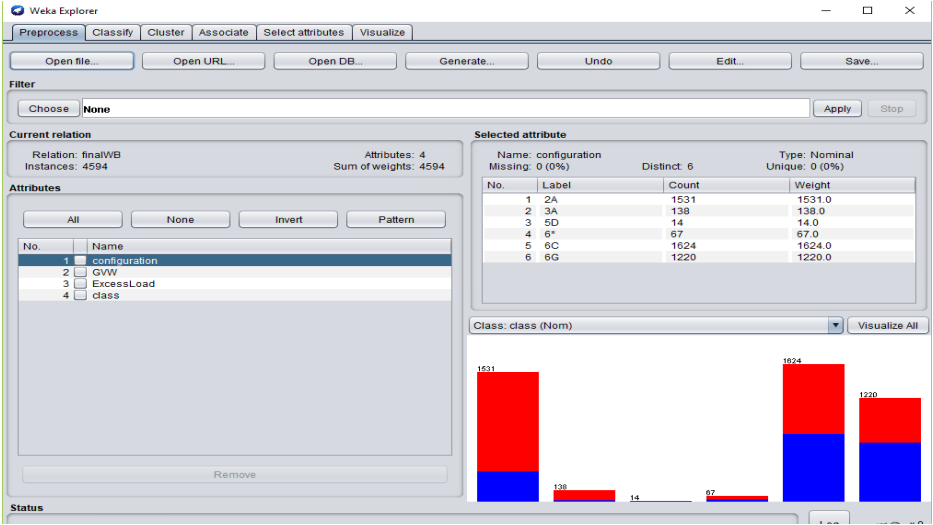 Weka Explorer
Preprocess Classify Cluster Associate Select attributes Visualize
Open file... Open URL... Open DB... Generate... Undo Edit... Save...
Filter
Choose None Apply Stop
Current relation
Relation: finalWB Attributes: 4
Instances: 4594 Sum of weights: 4594
Attributes
All None Invert Pattern
No. Name
1 configuration
2 GVW
3 ExcessLoad
4 class
Remove
Selected attribute
Name: configuration Type: Nominal
Missing: 0 (0%) Distinct: 6 Unique: 0 (0%)
No. Label Count Weight
1 2A 1531 1531.0
2 3A 138 138.0
3 5D 14 14.0
4 6* 67 67.0
5 6C 1624 1624.0
6 6G 1220 1220.0
Class: class (Nom) Visualize All
1531 138 14 67 1624 1220
Status